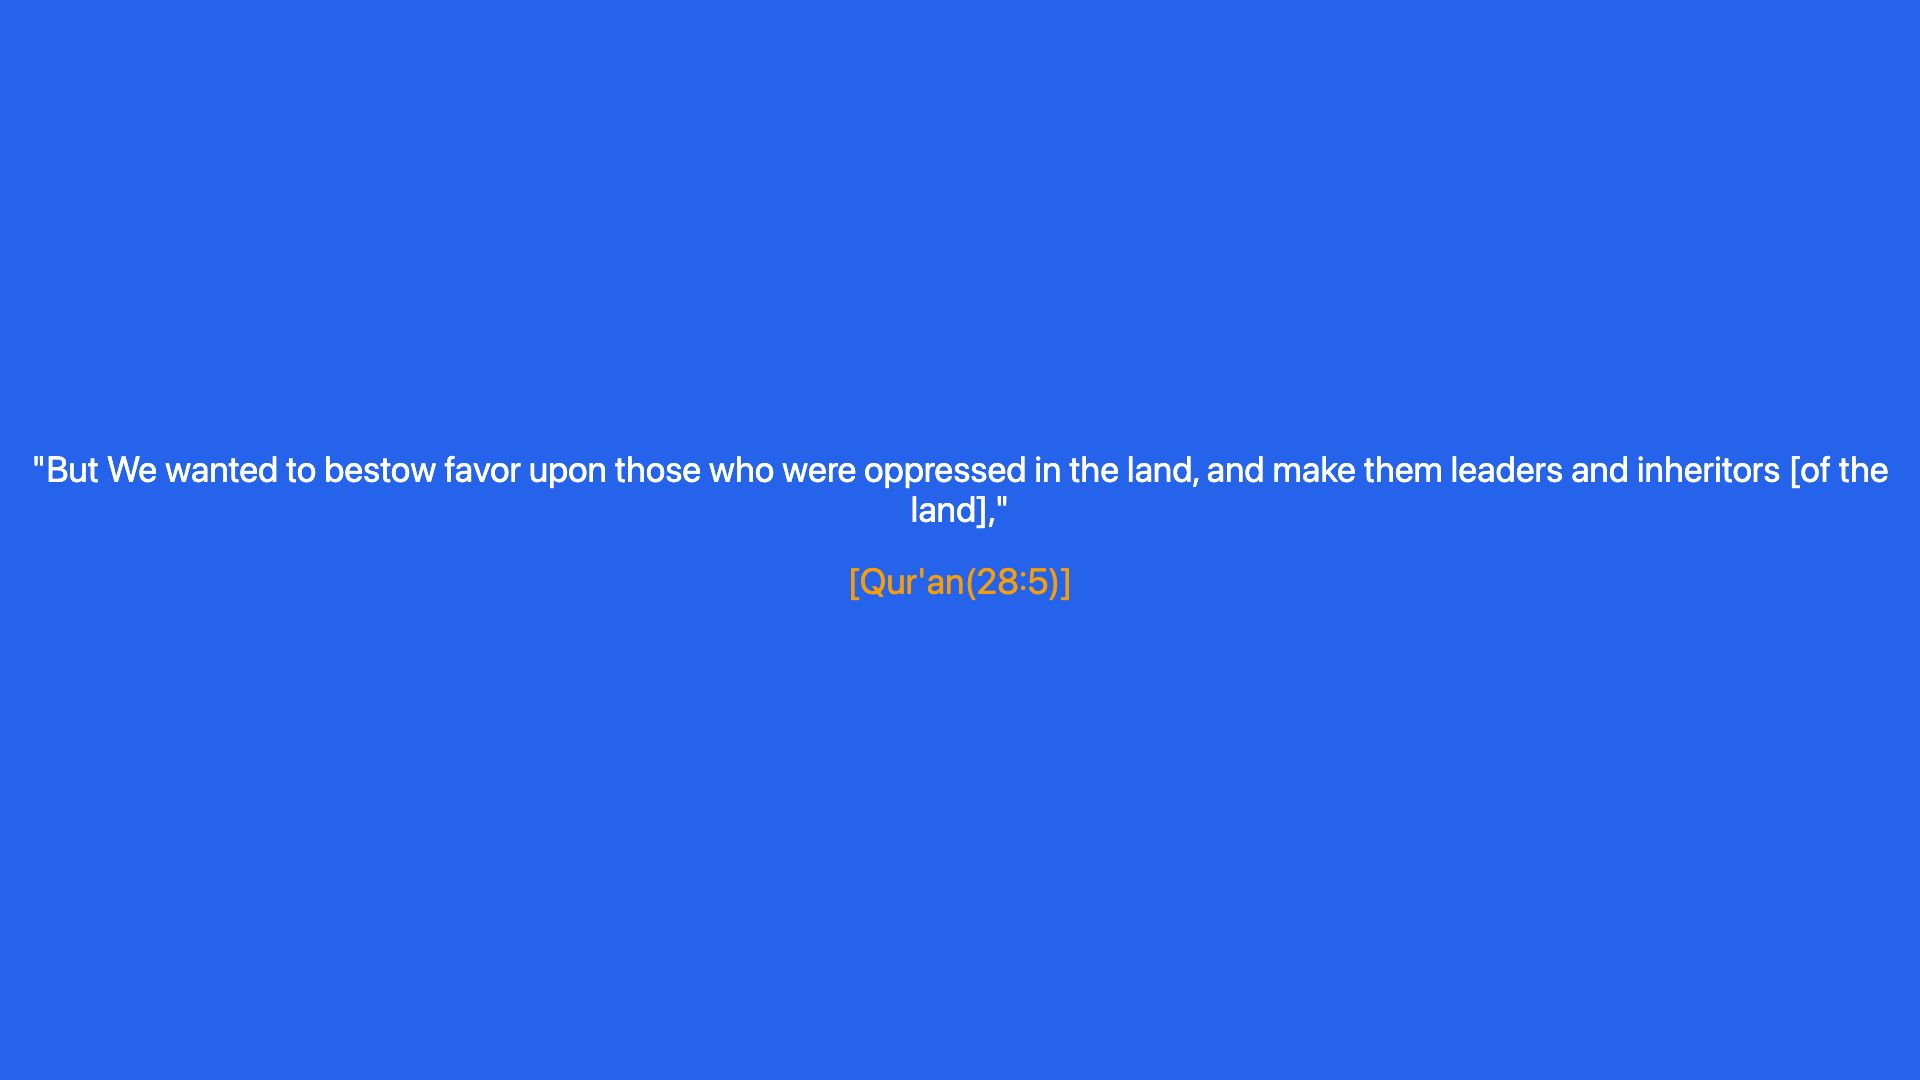 "But We wanted to bestow favor upon those who were oppressed in the land, and make them leaders and inheritors [of the
land],"
[Qur'an(28:5)]